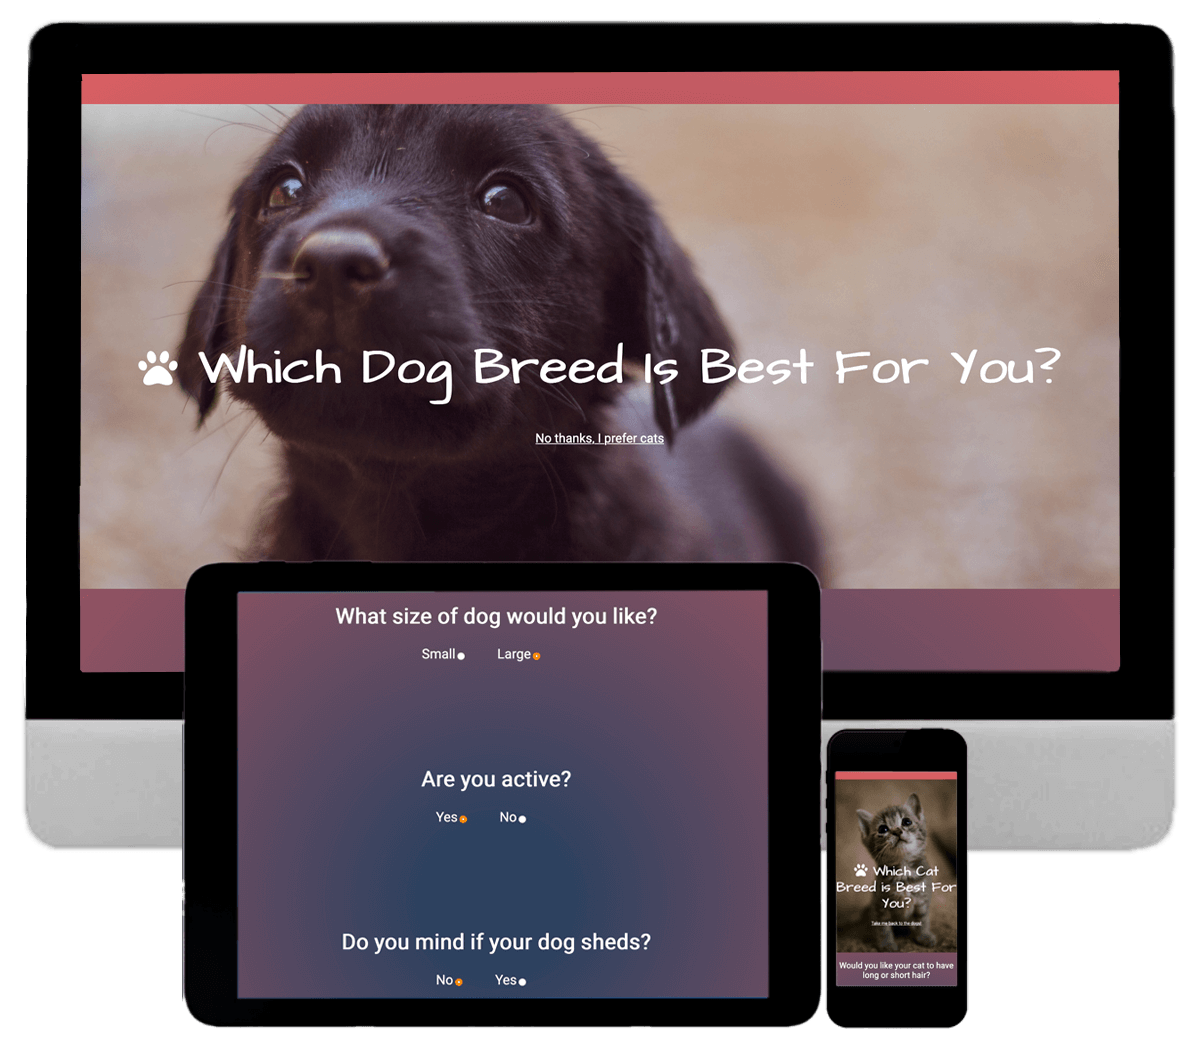 Which Dog Breed Is Best For You?
No thanks, I prefer cats
What size of dog would you like?
Small Large
Are you active?
Yes No
Do you mind if your dog sheds?
No Yes
Which Cat
Breed is Best For
You?
Take me back to the dogs!
Would you like your cat to have
long or short hair?